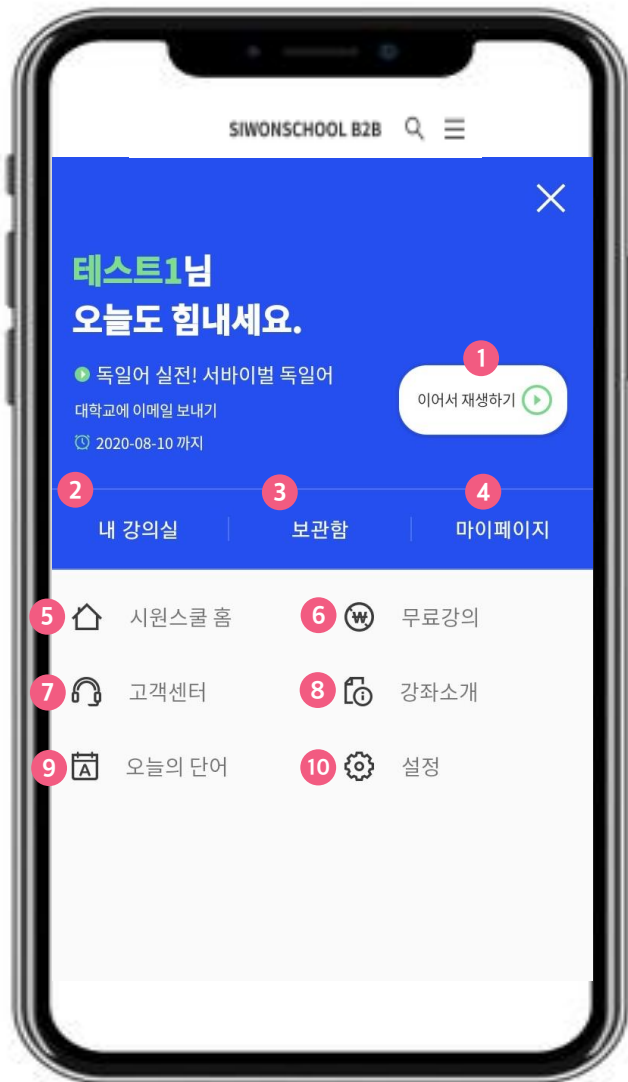 SIWONSCHOOL B2B
테스트1님
오늘도 힘내세요.
독일어 실전! 서바이벌 독일어
대학교에 이메일 보내기
2020-08-10 까지
1
이어서 재생하기
2 내 강의실
3 보관함
4 마이페이지
5 시원스쿨 홈
6 ₩ 무료강의
7 고객센터
8 강좌소개
9 A 오늘의 단어
10 설정